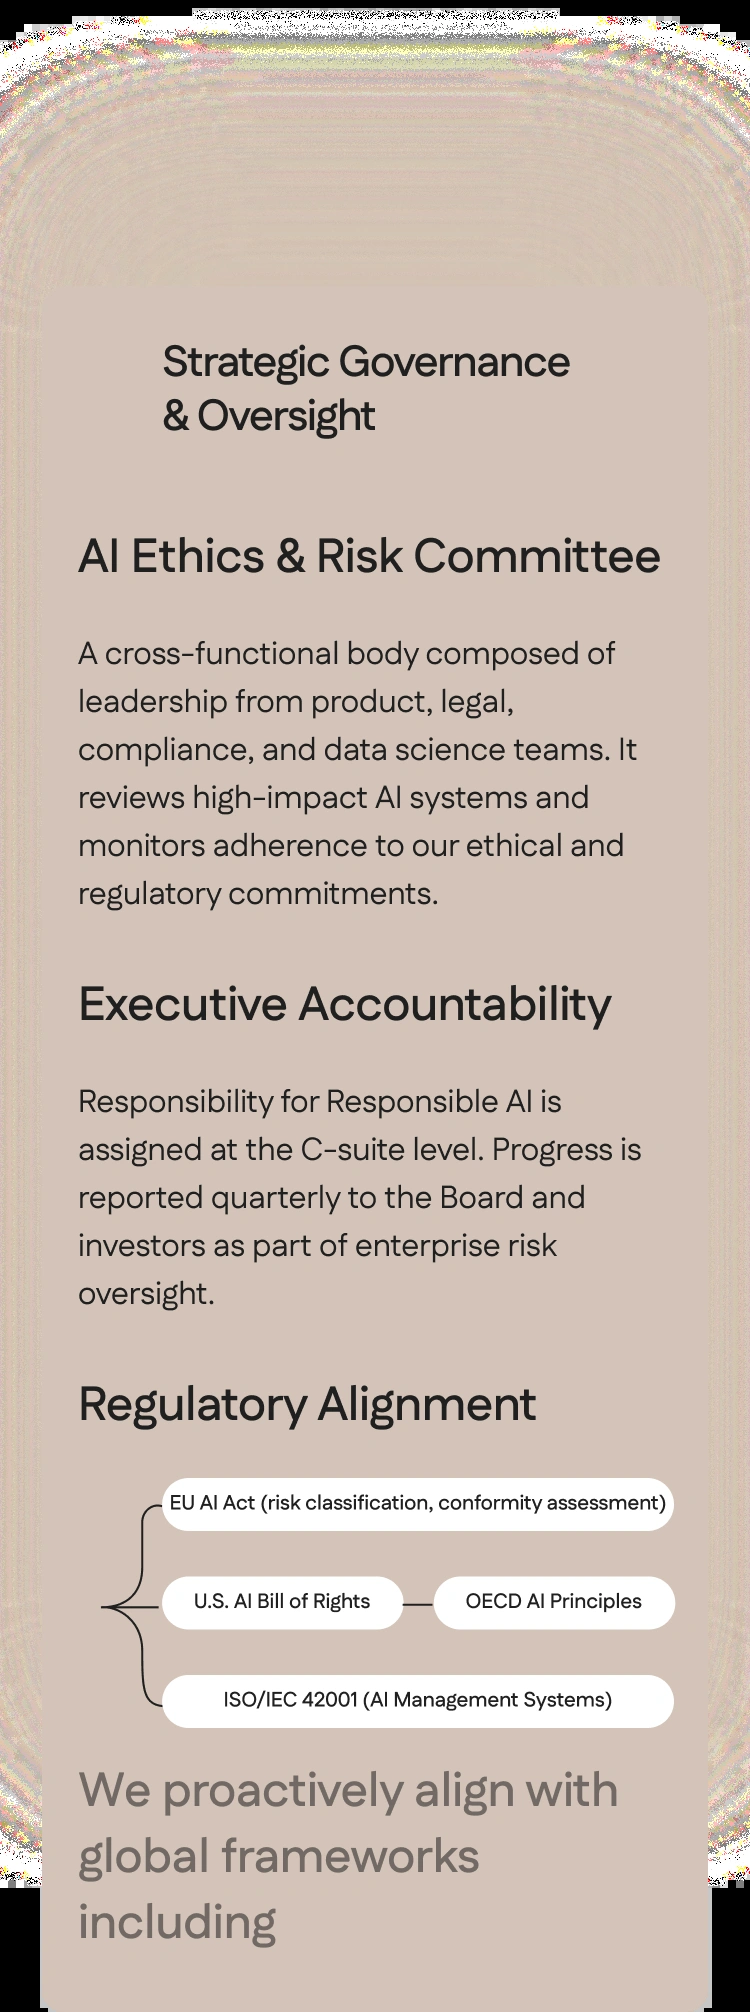 Strategic Governance
& Oversight
AI Ethics & Risk Committee
A cross-functional body composed of
leadership from product, legal,
compliance, and data science teams. It
reviews high-impact AI systems and
monitors adherence to our ethical and
regulatory commitments.
Executive Accountability
Responsibility for Responsible AI is
assigned at the C-suite level. Progress is
reported quarterly to the Board and
investors as part of enterprise risk
oversight.
Regulatory Alignment
EU AI Act (risk classification, conformity assessment)
U.S. AI Bill of Rights
OECD AI Principles
ISO/IEC 42001 (AI Management Systems)
We proactively align with
global frameworks
including